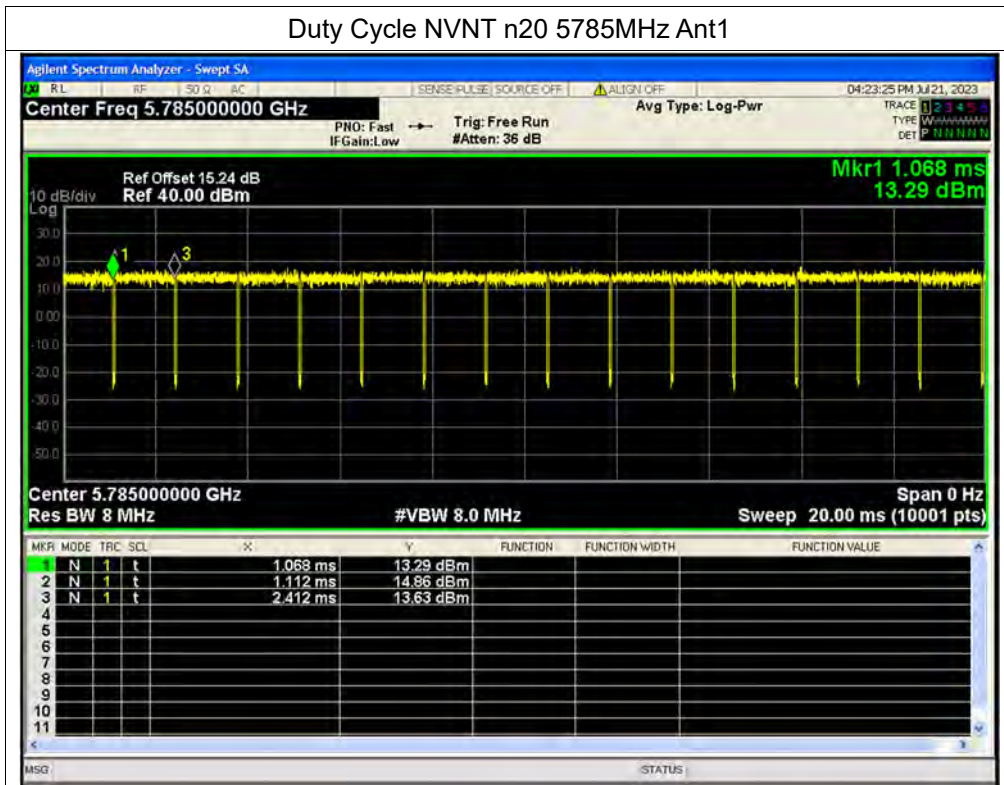 Duty Cycle NVNT n20 5785MHz Ant1
Agilent Spectrum Analyzer - Swept SA
RL RF 50 Ω AC SENSE:PULSE SOURCE OFF ALIGN OFF 04:23:25 PM Jul 21, 2023
Center Freq 5.785000000 GHz Avg Type: Log-Pwr TRACE 1 2 3 4 5 6
PNO: Fast Trig: Free Run TYPE W
IFGain:Low #Atten: 36 dB DET P N N N N N
Mkr1 1.068 ms
Ref Offset 15.24 dB
10 dB/div Ref 40.00 dBm 13.29 dBm
Log
30.0
1 3
20.0
10.0
0.00
-10.0
-20.0
-30.0
-40.0
-50.0
Center 5.785000000 GHz Span 0 Hz
Res BW 8 MHz #VBW 8.0 MHz Sweep 20.00 ms (10001 pts)
MKR MODE TRC SCL X Y FUNCTION FUNCTION WIDTH FUNCTION VALUE
1 N 1 t 1.068 ms 13.29 dBm
2 N 1 t 1.112 ms 14.86 dBm
3 N 1 t 2.412 ms 13.63 dBm
4
5
6
7
8
9
10
11
MSG STATUS